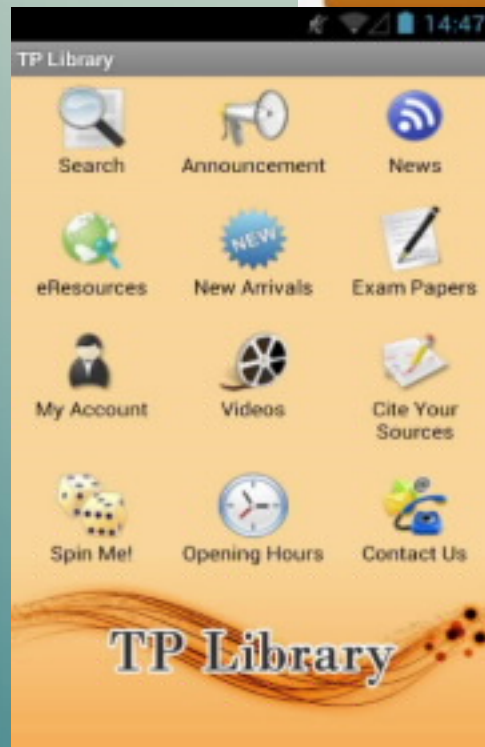 14:47
TP Library
Search Announcement News
NEW
eResources New Arrivals Exam Papers
My Account Videos Cite Your
Sources
Spin Me! Opening Hours Contact Us
TP Library